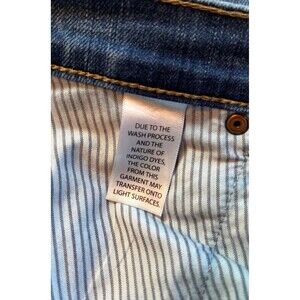 DUE TO THE
WASH PROCESS
AND THE
NATURE OF
INDIGO DYES,
THE COLOR
FROM THIS
GARMENT MAY
TRANSFER ONTO
LIGHT SURFACES.